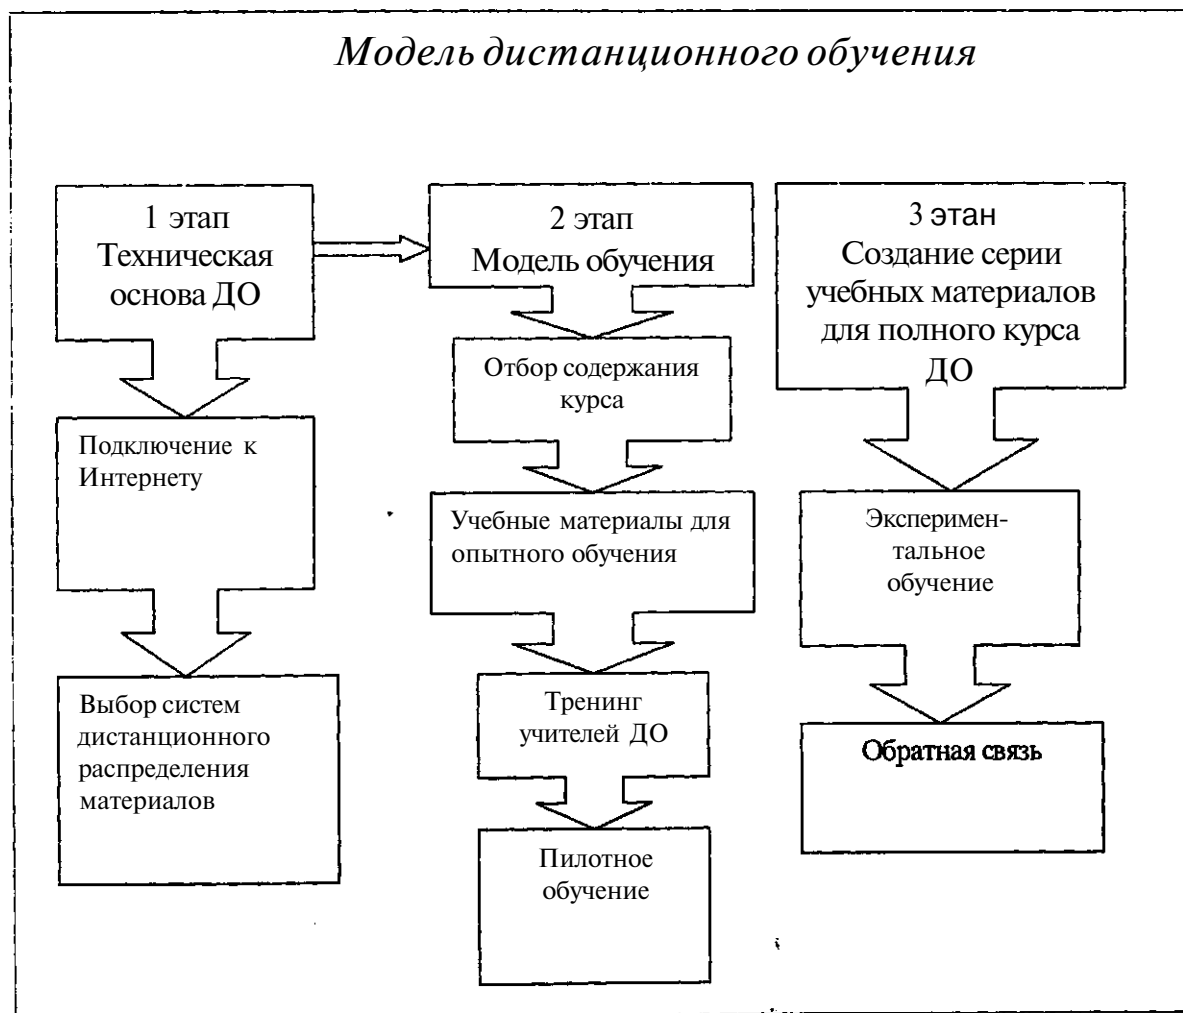 Модель дистанционного обучения
1 этап
Техническая
основа ДО
Подключение к
Интернету
Выбор систем
дистанционного
распределения
материалов
2 этап
Модель обучения
Отбор содержания
курса
Учебные материалы для
опытного обучения
Тренинг
учителей ДО
Пилотное
обучение
3 этан
Создание серии
учебных материалов
для полного курса
ДО
Эксперимен-
тальное
обучение
Обратная связь